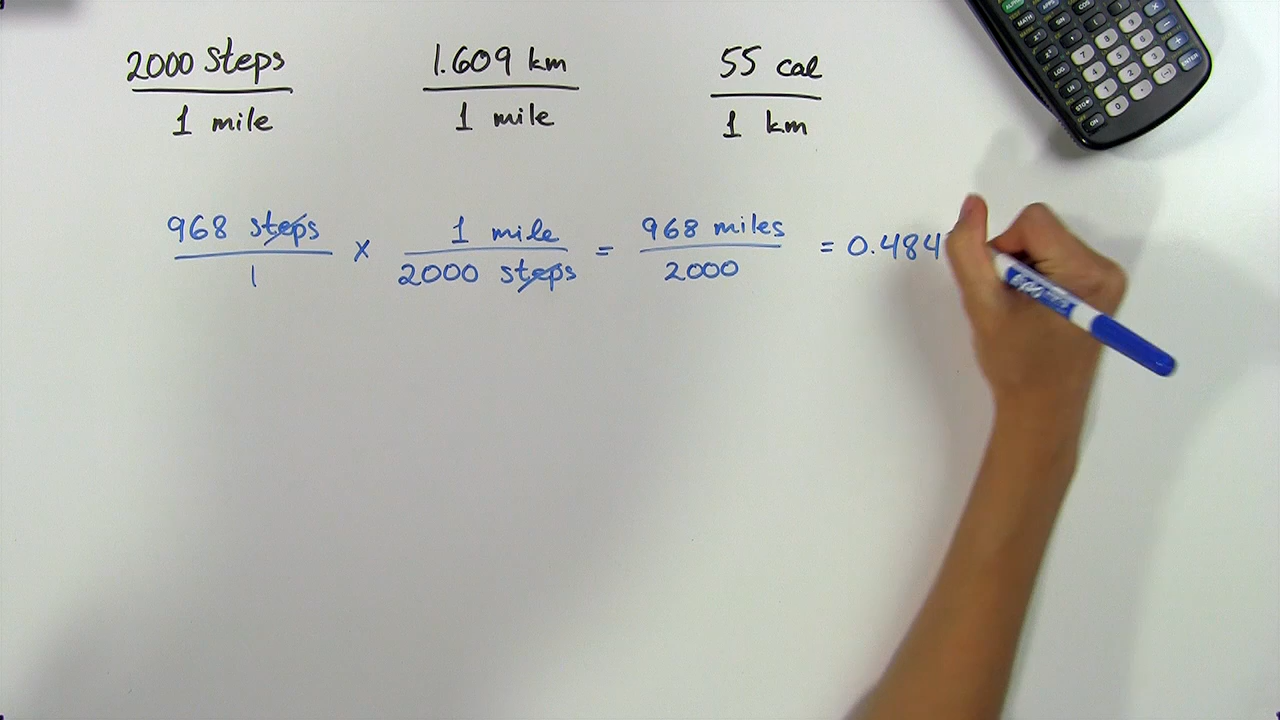 2000 steps 1.609 km 55 cal
1 mile 1 mile 1 km
968 steps 1 mile 968 miles
x = = 0.484
1 2000 steps 2000